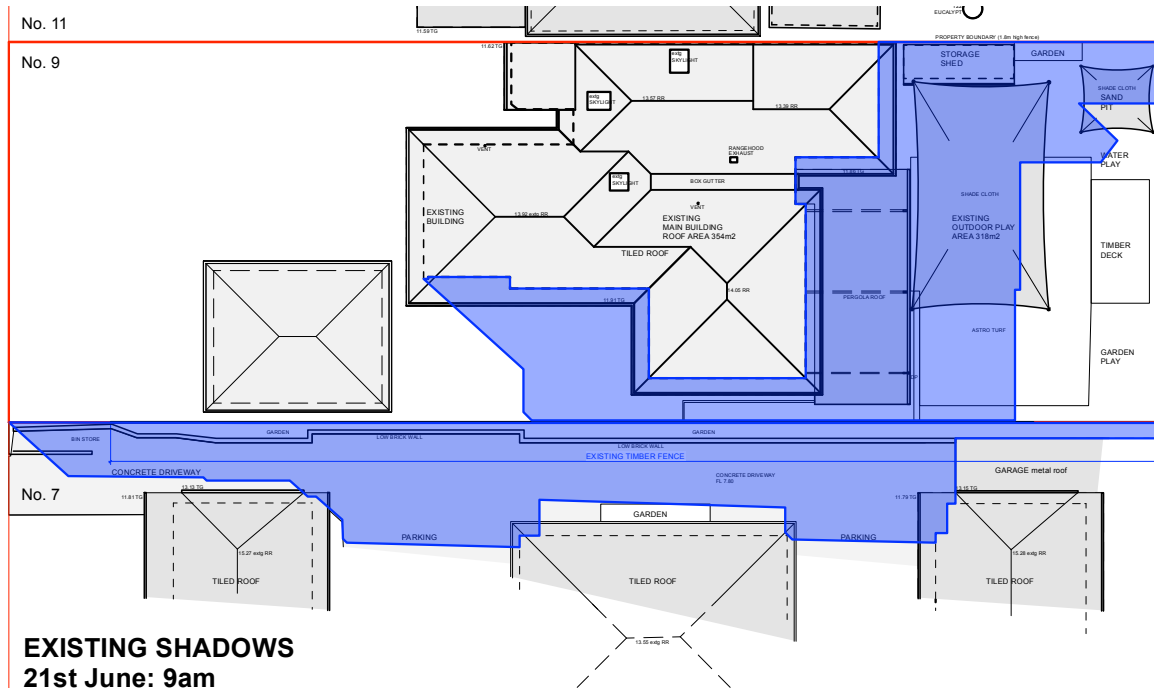 No. 11
11.59 TG
EUCALYPT
PROPERTY BOUNDARY (1.8m high fence)
11.62 TG
No. 9
extg
SKYLIGHT
STORAGE
SHED
GARDEN
SHADE CLOTH
SAND
PIT
extg
SKYLIGHT
13.57 RR
13.39 RR
VENT
RANGEHOOD
EXHAUST
WATER
PLAY
extg
SKYLIGHT
BOX GUTTER
SHADE CLOTH
VENT
EXISTING
BUILDING
13.92 extg RR
EXISTING
MAIN BUILDING
ROOF AREA 354m2
TILED ROOF
EXISTING
OUTDOOR PLAY
AREA 318m2
TIMBER
DECK
14.05 RR
11.91 TG
PERGOLA ROOF
ASTRO TURF
GARDEN
PLAY
DP
BIN STORE
GARDEN
LOW BRICK WALL
GARDEN
LOW BRICK WALL
EXISTING TIMBER FENCE
CONCRETE DRIVEWAY
CONCRETE DRIVEWAY
FL 7.80
GARAGE metal roof
No. 7
11.81 TG
13.13 TG
11.79 TG
13.15 TG
GARDEN
PARKING
PARKING
15.27 extg RR
15.28 extg RR
TILED ROOF
TILED ROOF
TILED ROOF
13.55 extg RR
EXISTING SHADOWS
21st June: 9am